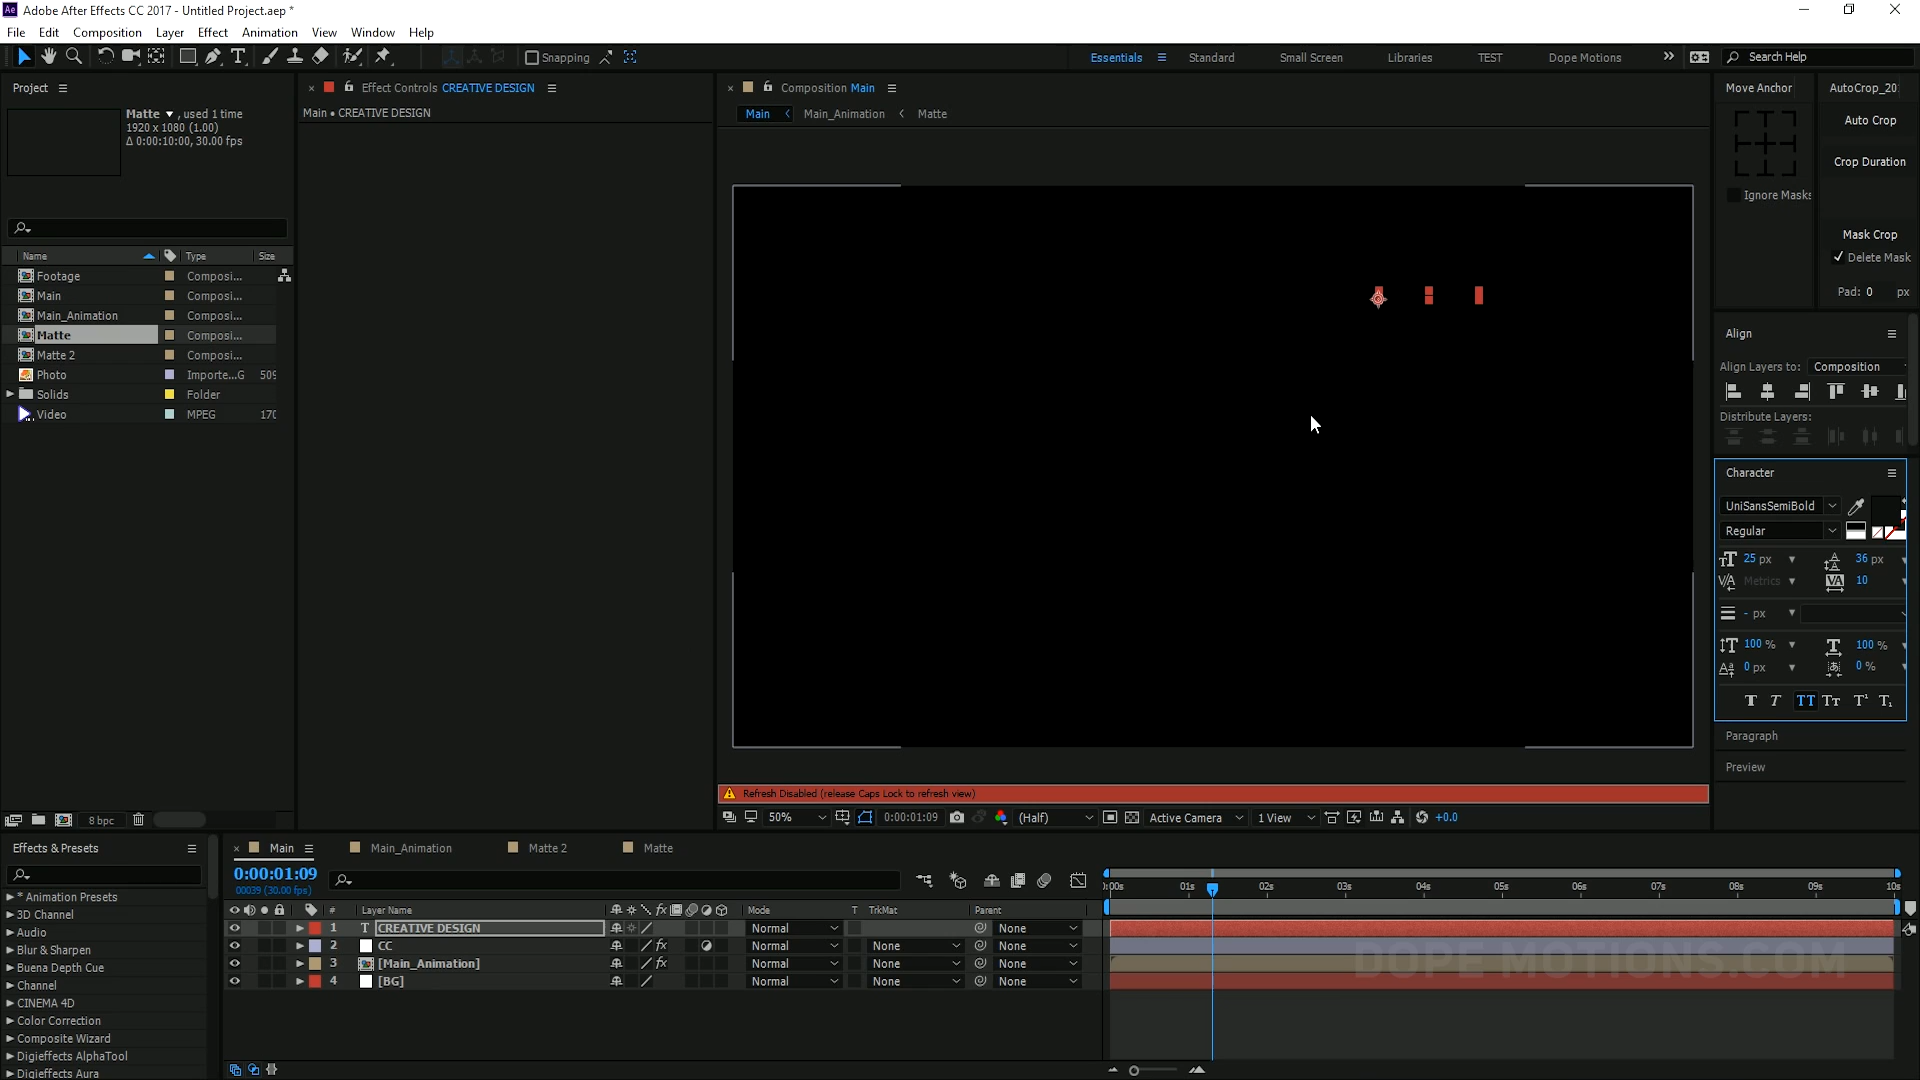 Adobe After Effects CC 2017 - Untitled Project.aep *
File Edit Composition Layer Effect Animation View Window Help
Snapping
Essentials Standard Small Screen Libraries TEST Dope Motions Search Help
Project
Matte , used 1 time
1920 x 1080 (1.00)
Δ 0:00:10:00, 30.00 fps
Name Type Size
Footage Composi...
Main Composi...
Main_Animation Composi...
Matte Composi...
Matte 2 Composi...
Photo Importe...G 509
Solids Folder
Video MPEG 170
8 bpc
Effect Controls CREATIVE DESIGN
Main • CREATIVE DESIGN
Composition Main
Main Main_Animation Matte
Refresh Disabled (release Caps Lock to refresh view)
50% 0:00:01:09 (Half) Active Camera 1 View +0.0
Move Anchor
Ignore Masks
AutoCrop_20
Auto Crop
Crop Duration
Mask Crop
Delete Mask
Pad: 0 px
Align
Align Layers to: Composition
Distribute Layers:
Character
UniSansSemiBold
Regular
25 px 36 px
Metrics 10
- px
100 % 100 %
0 px 0 %
Paragraph
Preview
Effects & Presets
* Animation Presets
3D Channel
Audio
Blur & Sharpen
Buena Depth Cue
Channel
CINEMA 4D
Color Correction
Composite Wizard
Digieffects AlphaTool
Digieffects Aura
Main Main_Animation Matte 2 Matte
0:00:01:09
00039 (30.00 fps)
# Layer Name Mode T TrkMat Parent
1 T CREATIVE DESIGN Normal None
2 CC Normal None None
3 [Main_Animation] Normal None None
4 [BG] Normal None None
0:00s 01s 02s 03s 04s 05s 06s 07s 08s 09s 10s
DOPE MOTIONS.COM